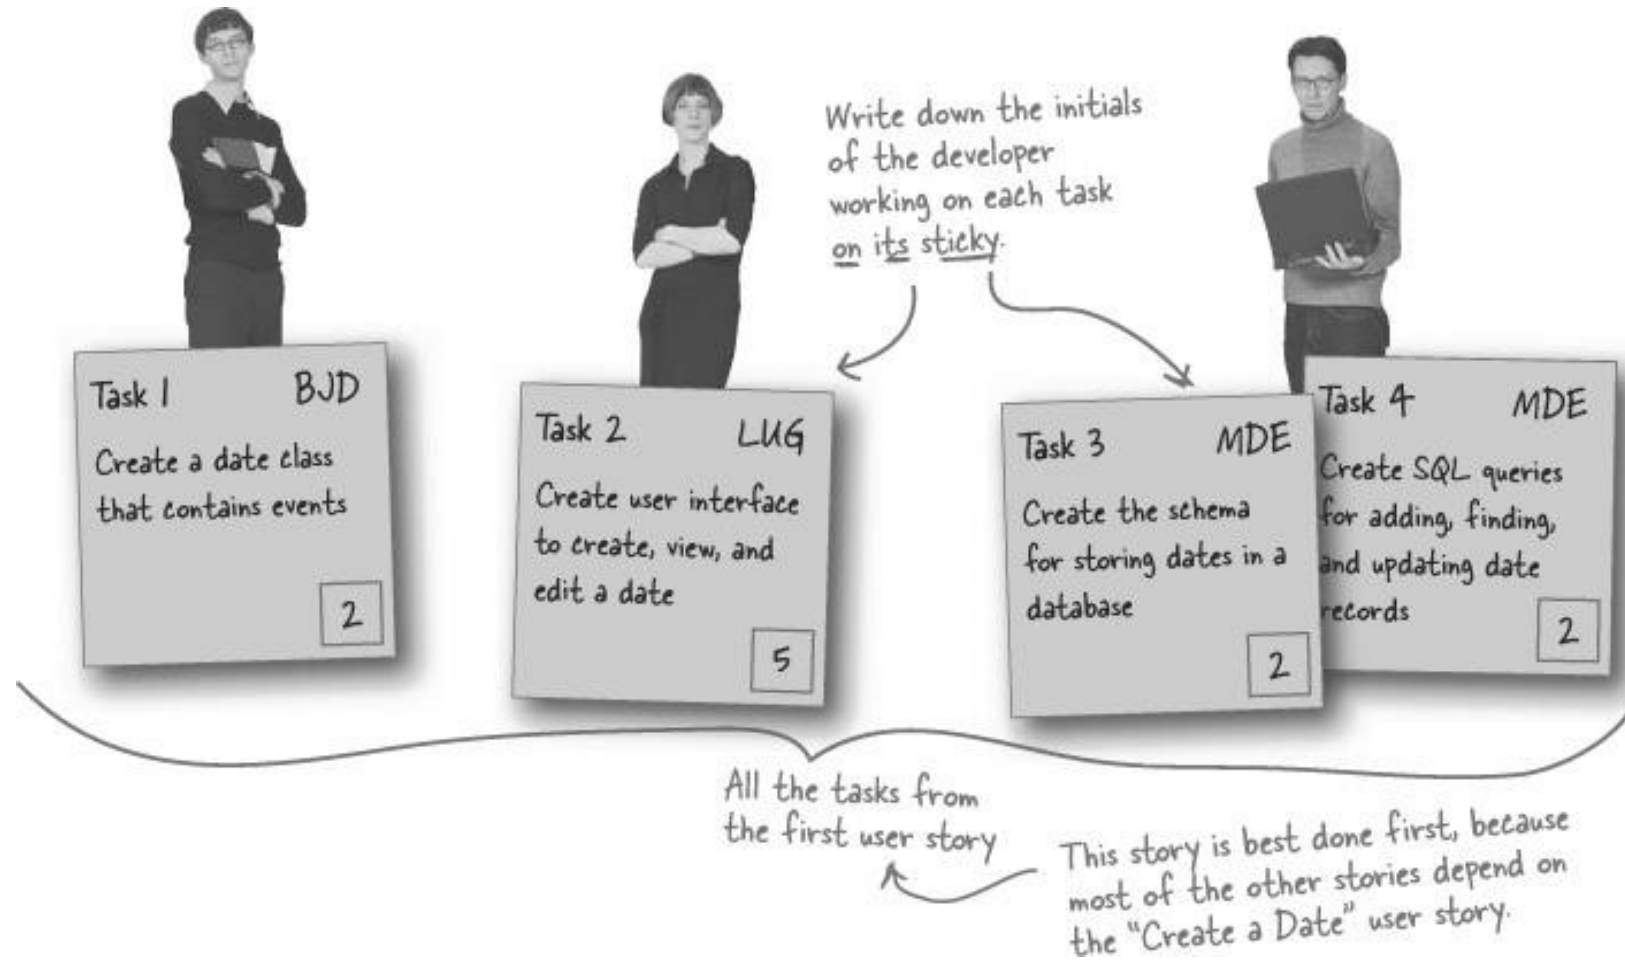 Write down the initials
of the developer
working on each task
on its sticky.
Task 1 BJD
Create a date class
that contains events
2
Task 2 LUG
Create user interface
to create, view, and
edit a date
5
Task 3 MDE
Create the schema
for storing dates in a
database
2
Task 4 MDE
Create SQL queries
for adding, finding,
and updating date
records
2
All the tasks from
the first user story
This story is best done first, because
most of the other stories depend on
the "Create a Date" user story.